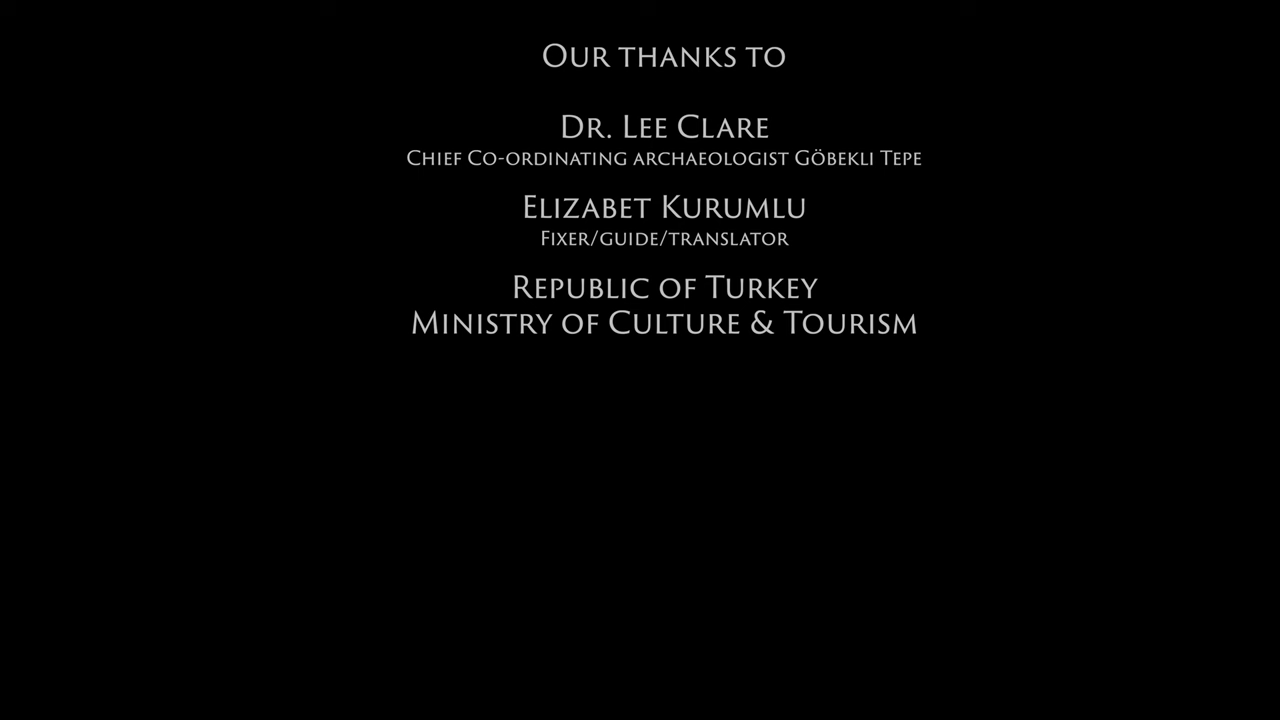 Our thanks to
Dr. Lee Clare
Chief Co-ordinating archaeologist Göbekli Tepe
Elizabet Kurumlu
Fixer/guide/translator
Republic of Turkey
Ministry of Culture & Tourism